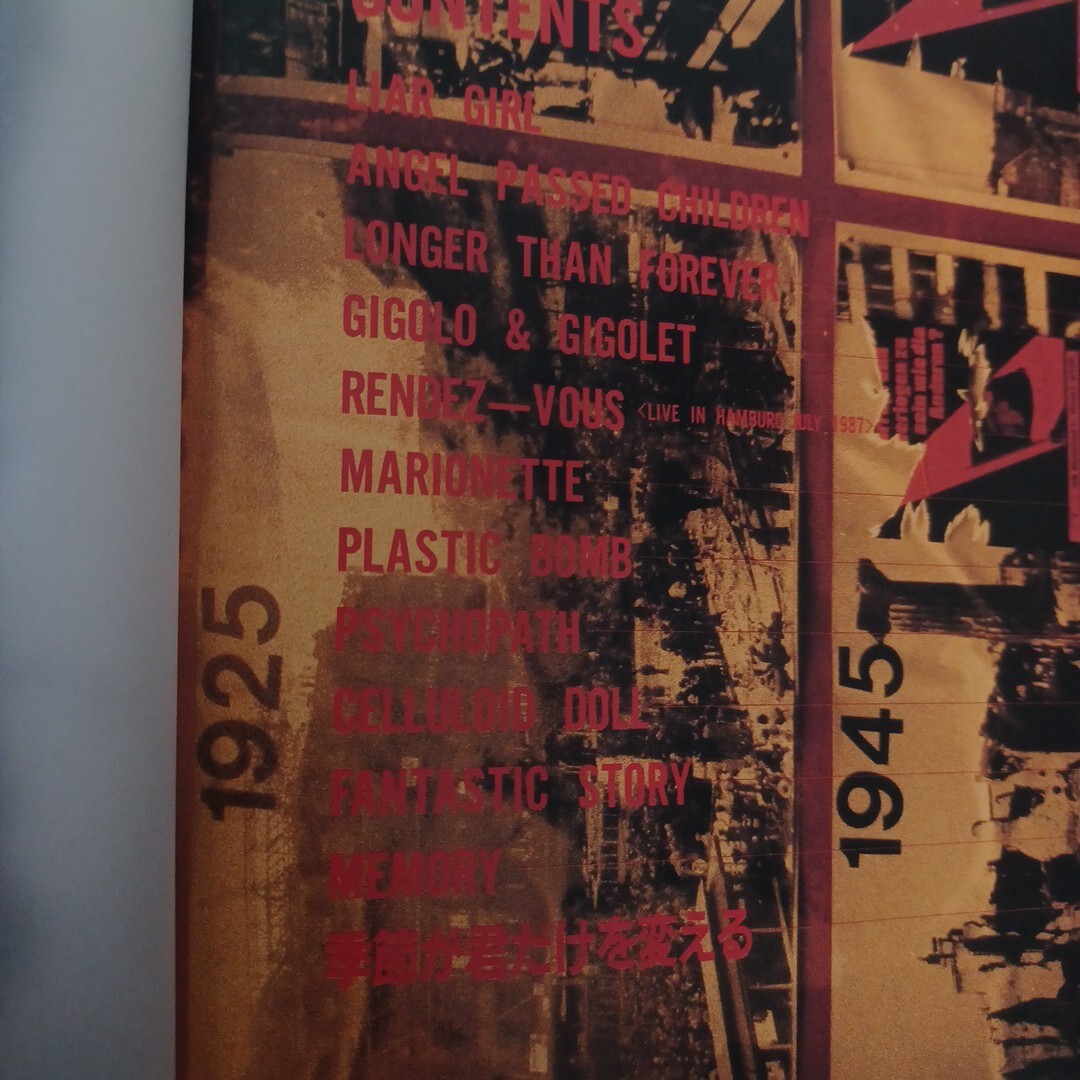 CONTENTS
LIAR GIRL
ANGEL PASSED CHILDREN
LONGER THAN FOREVER
GIGOLO & GIGOLET
RENDEZ—VOUS <LIVE IN HAMBURG JULY. 1987>
MARIONETTE
PLASTIC BOMB
PSYCHOPATH
CELLULOID DOLL
FANTASTIC STORY
MEMORY
季節が君だけを変える
1925
1945